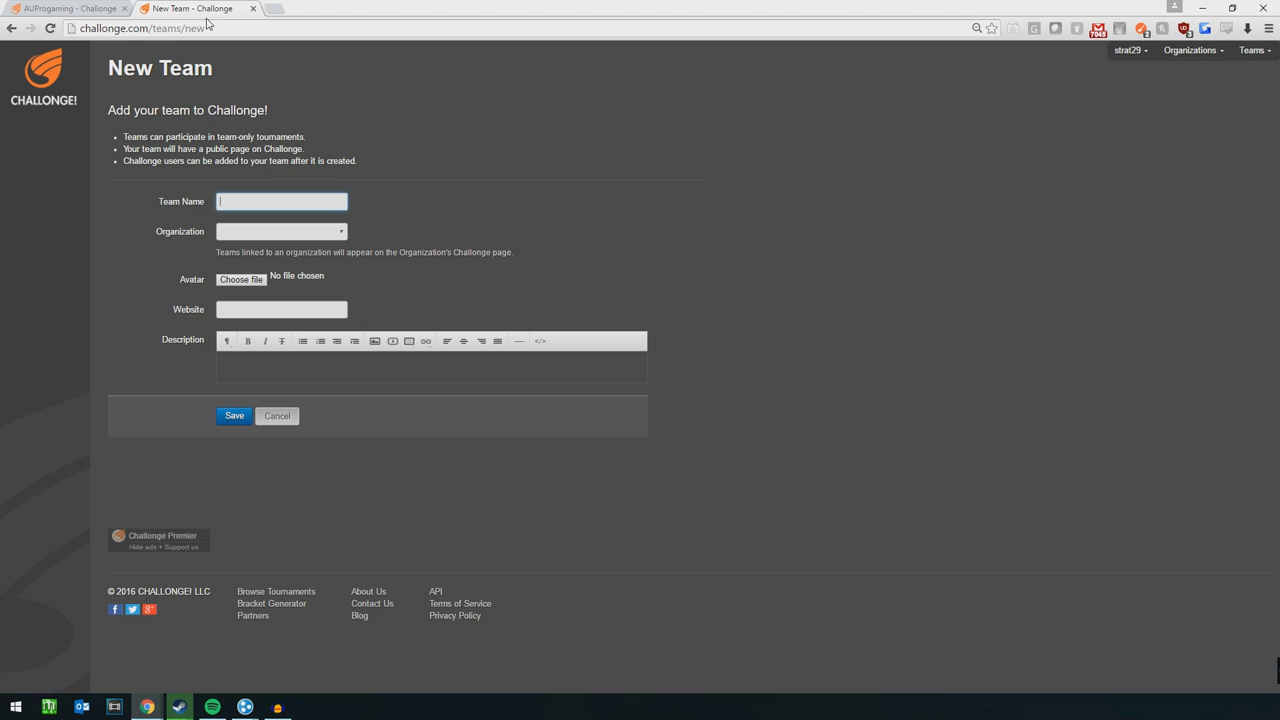 AUProgaming - Challonge
New Team - Challonge
challonge.com/teams/new
7045
2
CHALLONGE!
strat29
Organizations
Teams
New Team
Add your team to Challonge!
Teams can participate in team-only tournaments.
Your team will have a public page on Challonge.
Challonge users can be added to your team after it is created.
Team Name
Organization
Teams linked to an organization will appear on the Organization's Challonge page.
Avatar
Choose file
No file chosen
Website
Description
Save
Cancel
Challonge Premier
Hide ads + Support us
© 2016 CHALLONGE! LLC
Browse Tournaments
About Us
API
Bracket Generator
Contact Us
Terms of Service
Partners
Blog
Privacy Policy